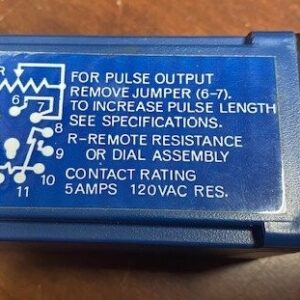 R
FOR PULSE OUTPUT
6
REMOVE JUMPER (6-7).
7
TO INCREASE PULSE LENGTH
8
SEE SPECIFICATIONS.
9
R-REMOTE RESISTANCE
OR DIAL ASSEMBLY
10
CONTACT RATING
11
5AMPS 120VAC RES.